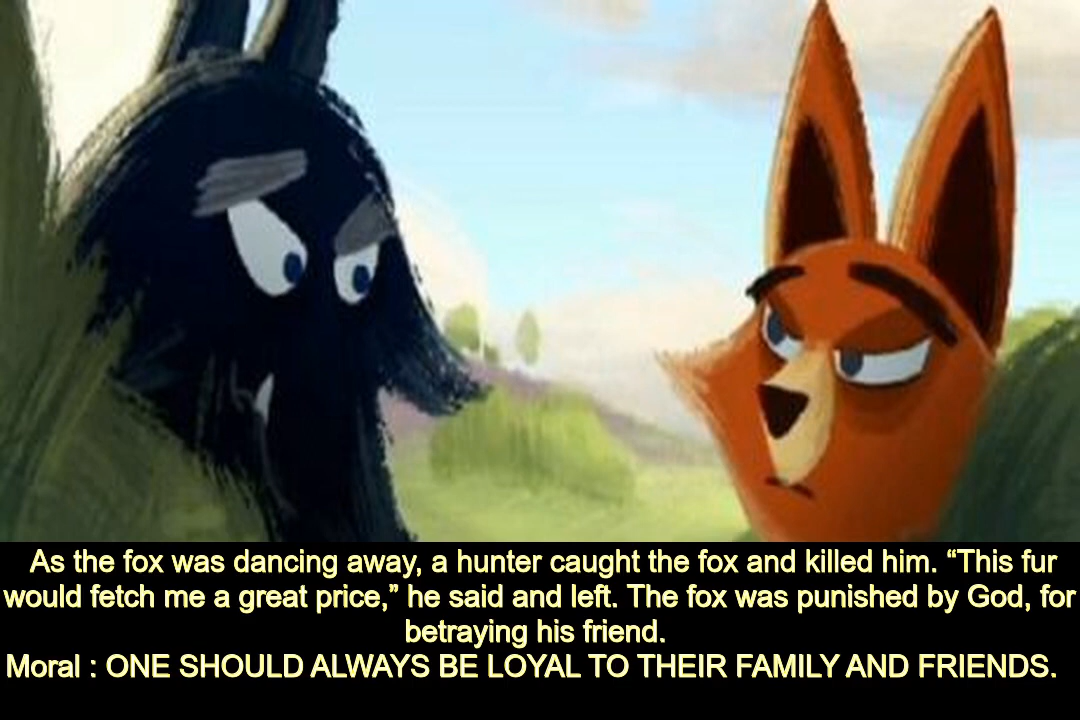 As the fox was dancing away, a hunter caught the fox and killed him. “This fur
would fetch me a great price,” he said and left. The fox was punished by God, for
betraying his friend.
Moral : ONE SHOULD ALWAYS BE LOYAL TO THEIR FAMILY AND FRIENDS.